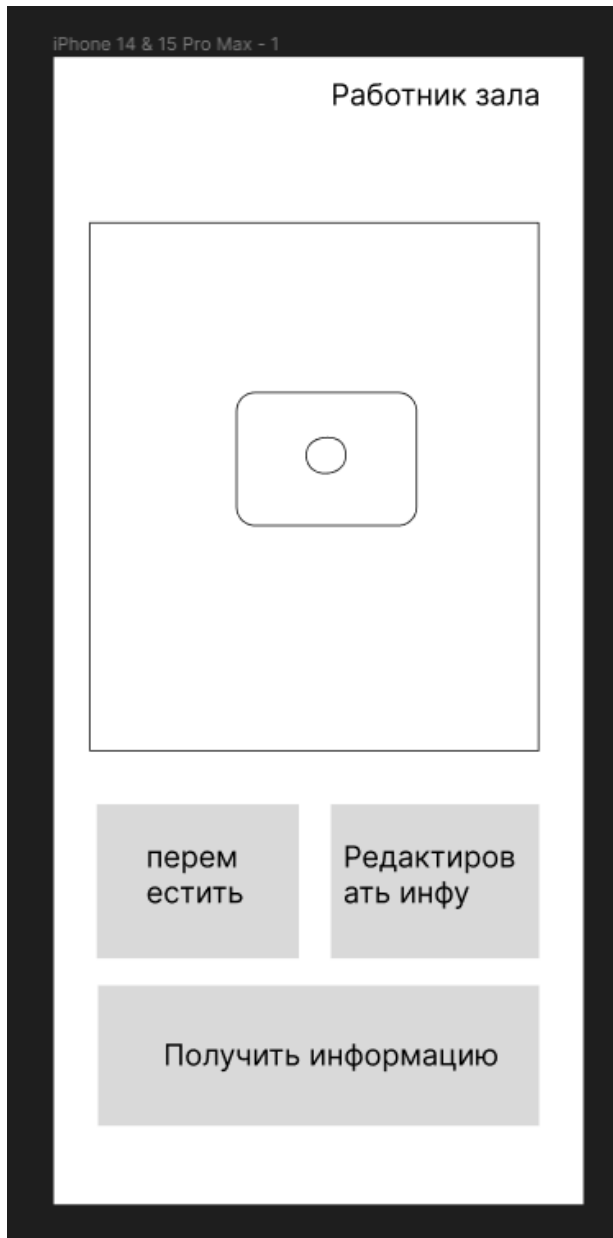 iPhone 14 & 15 Pro Max - 1
Работник зала
перем
естить
Редактиров
ать инфу
Получить информацию